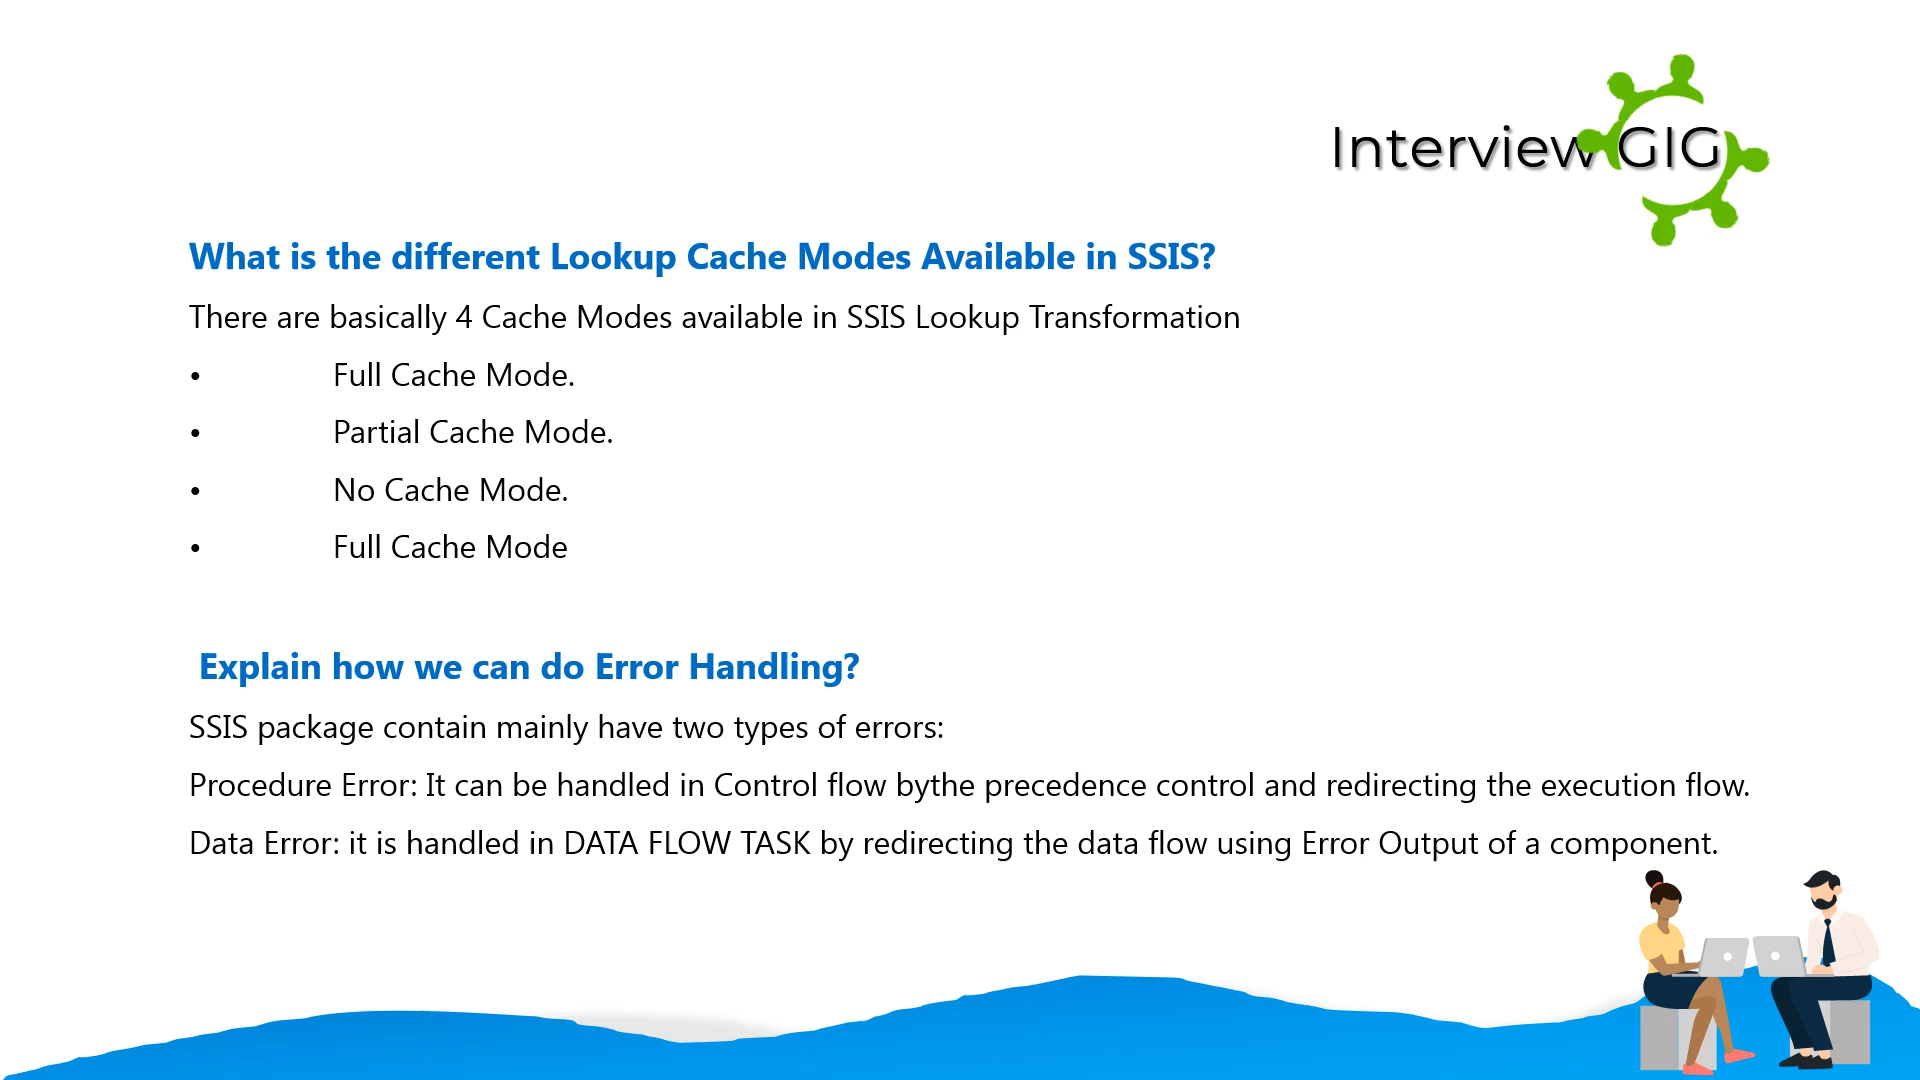 Interview GIG
What is the different Lookup Cache Modes Available in SSIS?
There are basically 4 Cache Modes available in SSIS Lookup Transformation
• Full Cache Mode.
• Partial Cache Mode.
• No Cache Mode.
• Full Cache Mode
Explain how we can do Error Handling?
SSIS package contain mainly have two types of errors:
Procedure Error: It can be handled in Control flow bythe precedence control and redirecting the execution flow.
Data Error: it is handled in DATA FLOW TASK by redirecting the data flow using Error Output of a component.